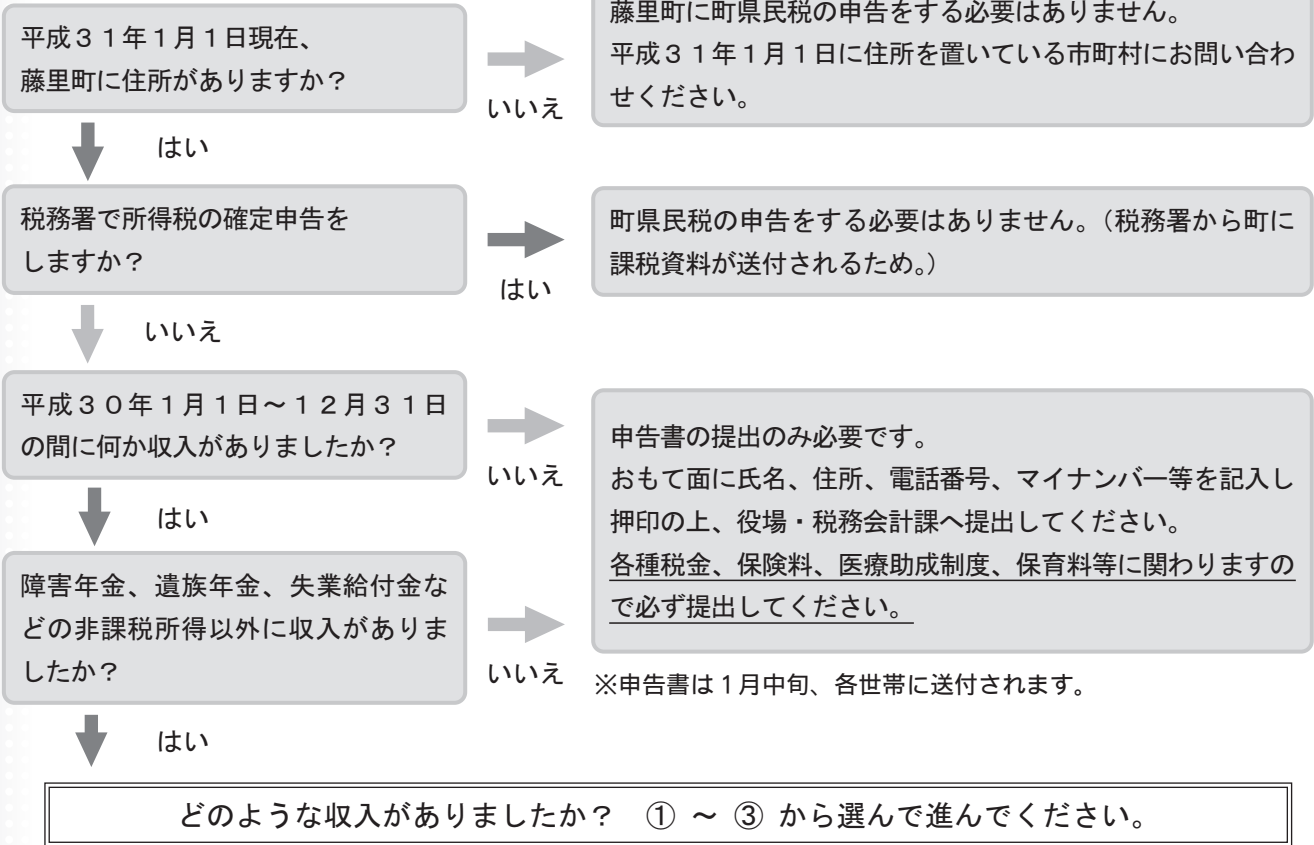 平成３１年１月１日現在、
藤里町に住所がありますか？
いいえ
藤里町に町県民税の申告をする必要はありません。
平成３１年１月１日に住所を置いている市町村にお問い合わ
せください。
はい
税務署で所得税の確定申告を
しますか？
はい
町県民税の申告をする必要はありません。（税務署から町に
課税資料が送付されるため。）
いいえ
平成３０年１月１日～１２月３１日
の間に何か収入がありましたか？
いいえ
申告書の提出のみ必要です。
おもて面に氏名、住所、電話番号、マイナンバー等を記入し
押印の上、役場・税務会計課へ提出してください。
各種税金、保険料、医療助成制度、保育料等に関わりますの
で必ず提出してください。
はい
障害年金、遺族年金、失業給付金な
どの非課税所得以外に収入がありま
したか？
いいえ
※申告書は１月中旬、各世帯に送付されます。
はい
どのような収入がありましたか？　① ～ ③ から選んで進んでください。